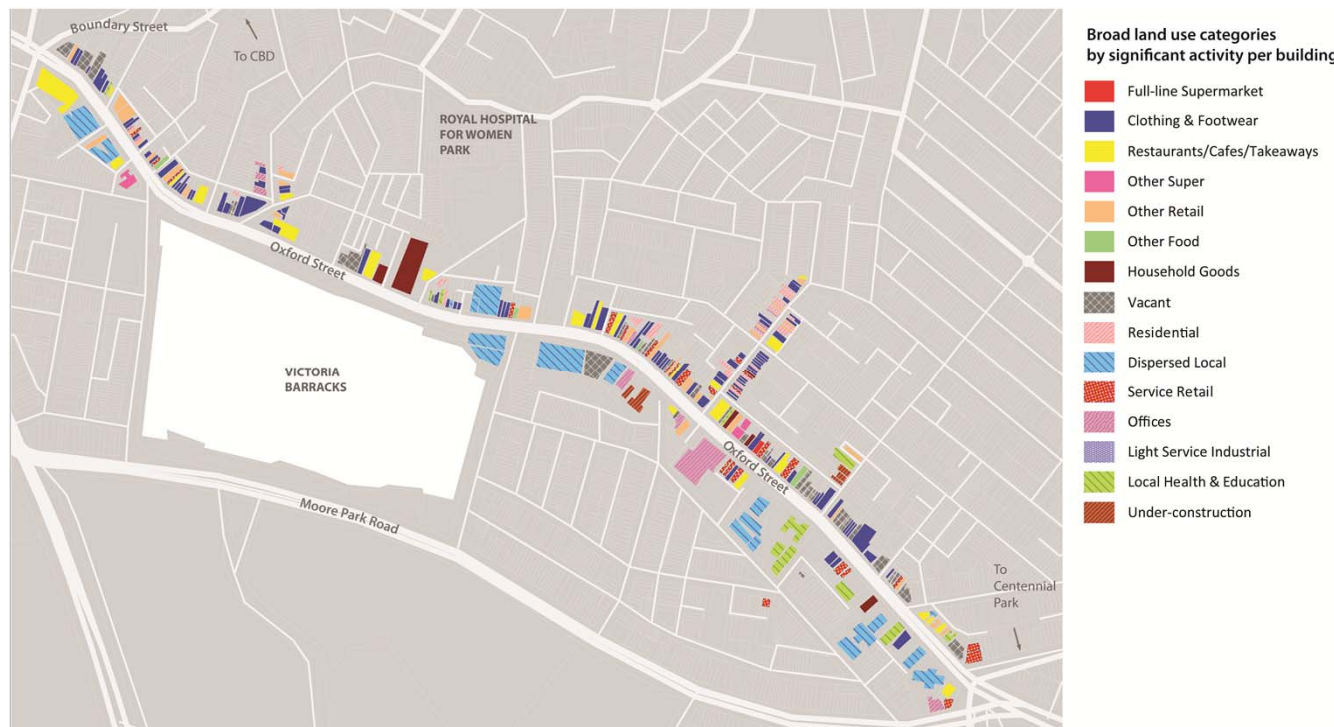 Boundary Street
To CBD
ROYAL HOSPITAL
FOR WOMEN
PARK
Oxford Street
VICTORIA
BARRACKS
Oxford Street
Moore Park Road
To
Centennial
Park
Broad land use categories
by significant activity per building
Full-line Supermarket
Clothing & Footwear
Restaurants/Cafes/Takeaways
Other Super
Other Retail
Other Food
Household Goods
Vacant
Residential
Dispersed Local
Service Retail
Offices
Light Service Industrial
Local Health & Education
Under-construction